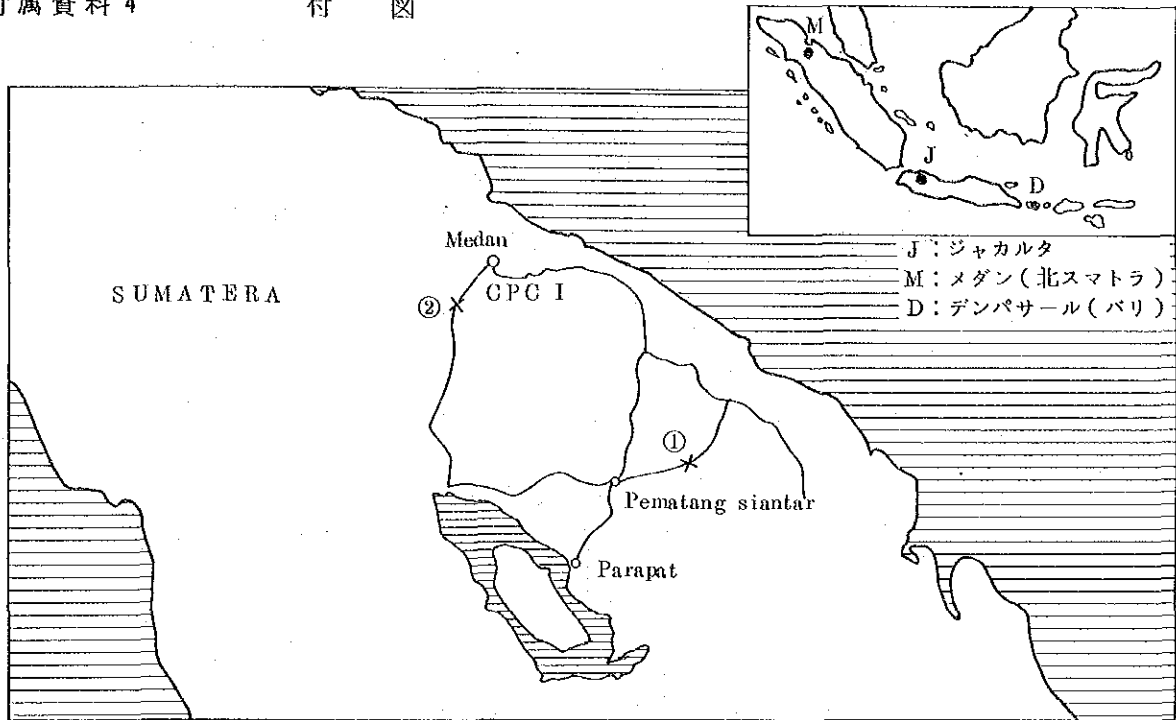 付属資料4 付図
M
J
D
J：ジャカルタ
M：メダン（北スマトラ）
D：デンパサール（バリ）
Medan
SUMATERA
CPC I
②
①
Pematang siantar
Parapat